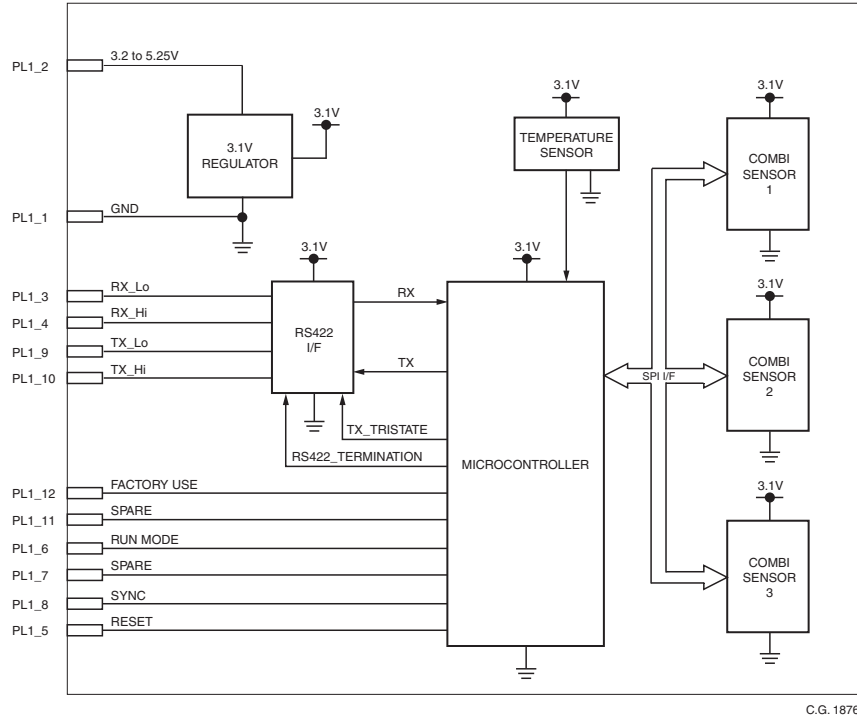 PL1_2
3.2 to 5.25V
3.1V
REGULATOR
3.1V
3.1V
TEMPERATURE
SENSOR
3.1V
COMBI
SENSOR
1
PL1_1
GND
3.1V
3.1V
PL1_3
RX_Lo
PL1_4
RX_Hi
PL1_9
TX_Lo
PL1_10
TX_Hi
RS422
I/F
RX
TX
TX_TRISTATE
RS422_TERMINATION
MICROCONTROLLER
SPI I/F
3.1V
COMBI
SENSOR
2
PL1_12
FACTORY USE
PL1_11
SPARE
PL1_6
RUN MODE
PL1_7
SPARE
PL1_8
SYNC
PL1_5
RESET
3.1V
COMBI
SENSOR
3
C.G. 18764